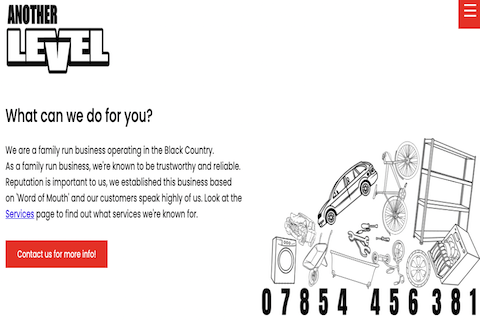 ANOTHER
LEVEL
What can we do for you?
We are a family run business operating in the Black Country.
As a family run business, we're known to be trustworthy and reliable.
Reputation is important to us, we established this business based
on 'Word of Mouth' and our customers speak highly of us. Look at the
Services page to find out what services we're known for.
Contact us for more info!
07854 456381